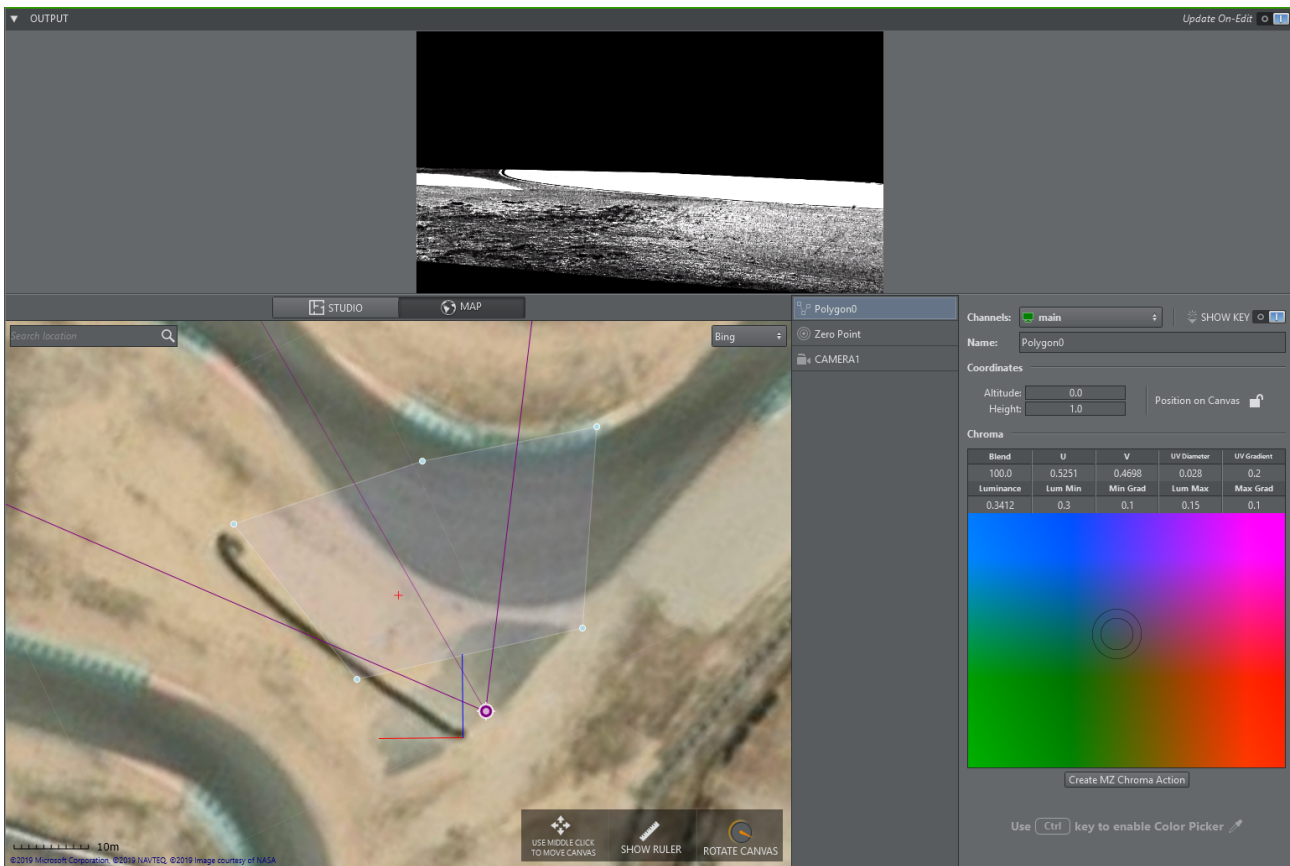 OUTPUT
Update On-Edit
STUDIO
MAP
Search location
Bing
10m
©2019 Microsoft Corporation, ©2019 NAVTEQ, ©2019 Image courtesy of NASA
USE MIDDLE CLICK
TO MOVE CANVAS
SHOW RULER
ROTATE CANVAS
Polygon0
Zero Point
CAMERA1
Channels: main SHOW KEY
Name: Polygon0
Coordinates
Altitude: 0.0
Height: 1.0
Position on Canvas
Chroma
Blend U V UV Diameter UV Gradient
100.0 0.5251 0.4698 0.028 0.2
Luminance Lum Min Min Grad Lum Max Max Grad
0.3412 0.3 0.1 0.15 0.1
Create MZ Chroma Action
Use Ctrl key to enable Color Picker